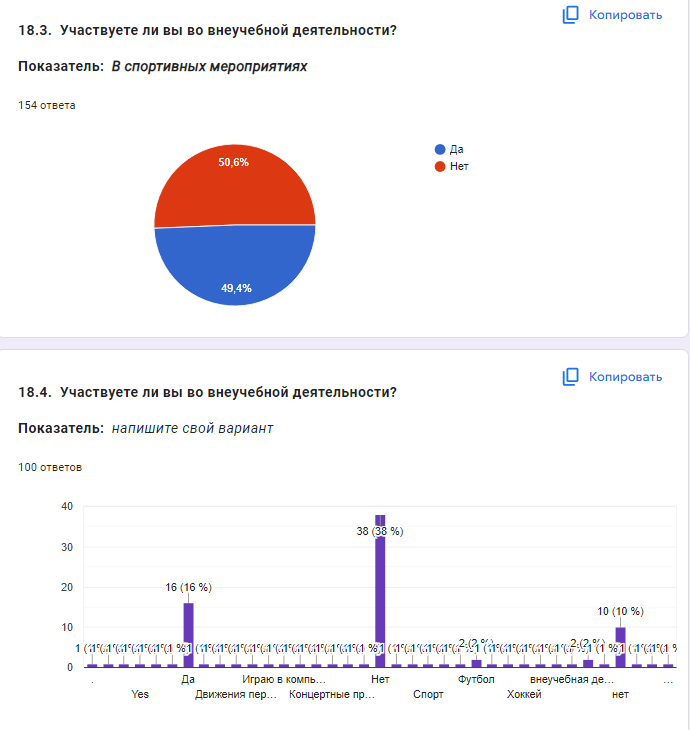 Копировать
18.3. Участвуете ли вы во внеучебной деятельности?
Показатель: В спортивных мероприятиях
154 ответа
50,6%
49,4%
Да
Нет
Копировать
18.4. Участвуете ли вы во внеучебной деятельности?
Показатель: напишите свой вариант
100 ответов
40
30
20
10
0
38 (38 %)
16 (16 %)
10 (10 %)
2 (2 %)
2 (2 %)
. Да Играю в компь… Нет Футбол внеучебная де… …
Yes Движения пер… Концертные пр… Спорт Хоккей нет